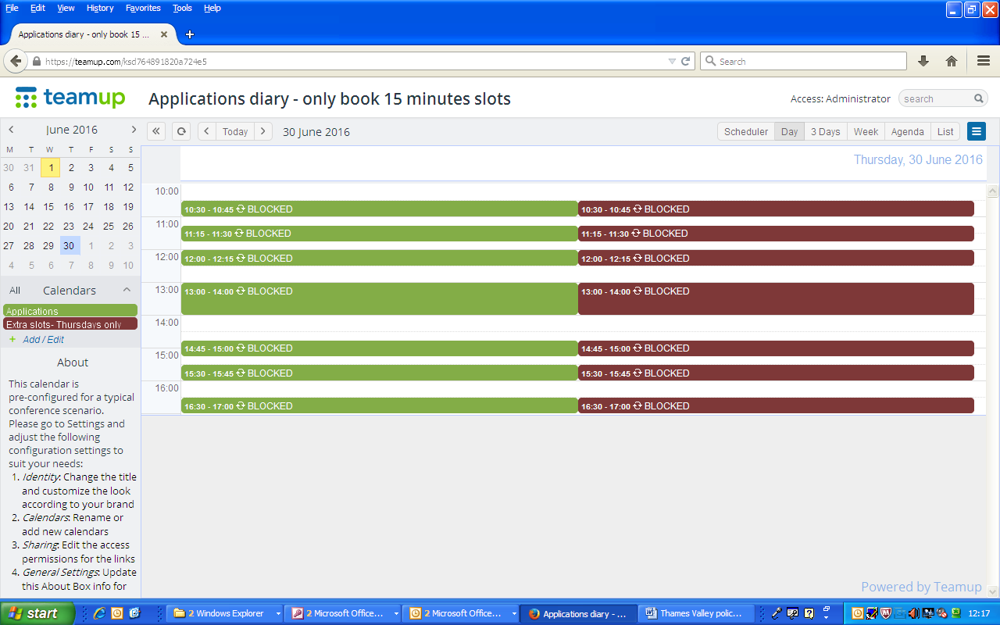 File Edit View History Favorites Tools Help
Applications diary - only book 15 ...
https://teamup.com/ksd764891820a724e5
Search
teamup
Applications diary - only book 15 minutes slots
Access: Administrator
search
June 2016
Today
30 June 2016
Scheduler Day 3 Days Week Agenda List
M T W T F S S
30 31 1 2 3 4 5
6 7 8 9 10 11 12
13 14 15 16 17 18 19
20 21 22 23 24 25 26
27 28 29 30 1 2 3
4 5 6 7 8 9 10
All Calendars
Applications
Extra slots- Thursdays only
+ Add / Edit
About
This calendar is
pre-configured for a typical
conference scenario.
Please go to Settings and
adjust the following
configuration settings to
suit your needs:
1. Identity: Change the title
and customize the look
according to your brand
2. Calendars: Rename or
add new calendars
3. Sharing: Edit the access
permissions for the links
4. General Settings: Update
this About Box info for
Thursday, 30 June 2016
10:00
10:30 - 10:45 BLOCKED 10:30 - 10:45 BLOCKED
11:00
11:15 - 11:30 BLOCKED 11:15 - 11:30 BLOCKED
12:00
12:00 - 12:15 BLOCKED 12:00 - 12:15 BLOCKED
13:00
13:00 - 14:00 BLOCKED 13:00 - 14:00 BLOCKED
14:00
14:45 - 15:00 BLOCKED 14:45 - 15:00 BLOCKED
15:00
15:30 - 15:45 BLOCKED 15:30 - 15:45 BLOCKED
16:00
16:30 - 17:00 BLOCKED 16:30 - 17:00 BLOCKED
Powered by Teamup
start
2 Windows Explorer
2 Microsoft Office...
2 Microsoft Office...
Applications diary - ...
Thames Valley polic...
12:17